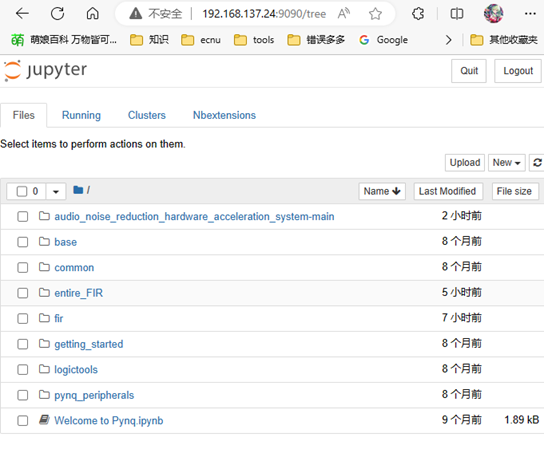 不安全 | 192.168.137.24:9090/tree
萌娘百科 万物皆可... 知识 ecnu tools 错误多多 Google 其他收藏夹
jupyter Quit Logout
Files Running Clusters Nbextensions
Select items to perform actions on them.
Upload New
0 / Name Last Modified File size
audio_noise_reduction_hardware_acceleration_system-main 2 小时前
base 8 个月前
common 8 个月前
entire_FIR 5 小时前
fir 7 小时前
getting_started 8 个月前
logictools 8 个月前
pynq_peripherals 8 个月前
Welcome to Pynq.ipynb 9 个月前 1.89 kB